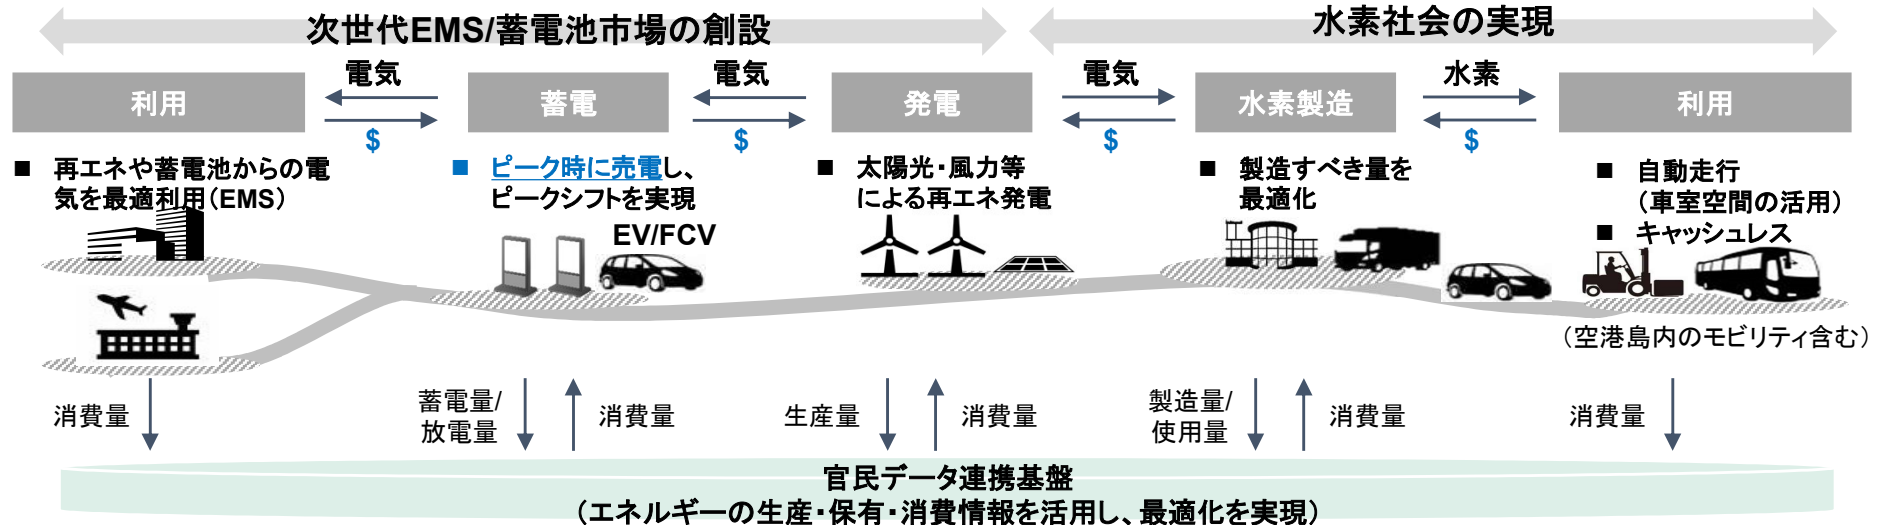 次世代EMS/蓄電池市場の創設
水素社会の実現
利用
電気
$
蓄電
電気
$
発電
電気
$
水素製造
水素
$
利用
■ 再エネや蓄電池からの電
気を最適利用（EMS）
■ ピーク時に売電し、
ピークシフトを実現
EV/FCV
■ 太陽光・風力等
による再エネ発電
■ 製造すべき量を
最適化
■ 自動走行
（車室空間の活用）
■ キャッシュレス
（空港島内のモビリティ含む）
消費量
蓄電量/
放電量
消費量
生産量
消費量
製造量/
使用量
消費量
消費量
官民データ連携基盤
（エネルギーの生産・保有・消費情報を活用し、最適化を実現）